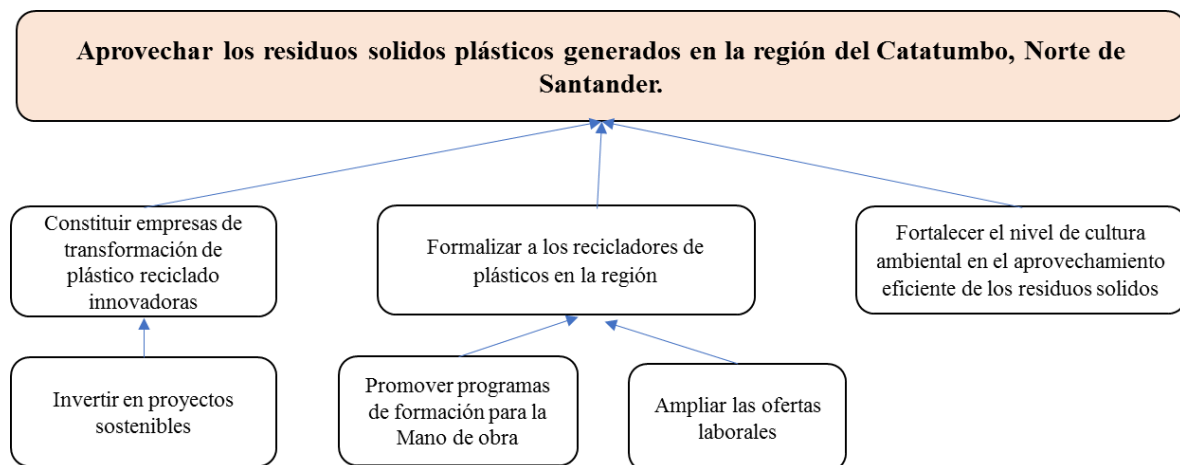 Aprovechar los residuos solidos plásticos generados en la región del Catatumbo, Norte de
Santander.
Constituir empresas de
transformación de
plástico reciclado
innovadoras
Formalizar a los recicladores de
plásticos en la región
Fortalecer el nivel de cultura
ambiental en el aprovechamiento
eficiente de los residuos solidos
Invertir en proyectos
sostenibles
Promover programas
de formación para la
Mano de obra
Ampliar las ofertas
laborales